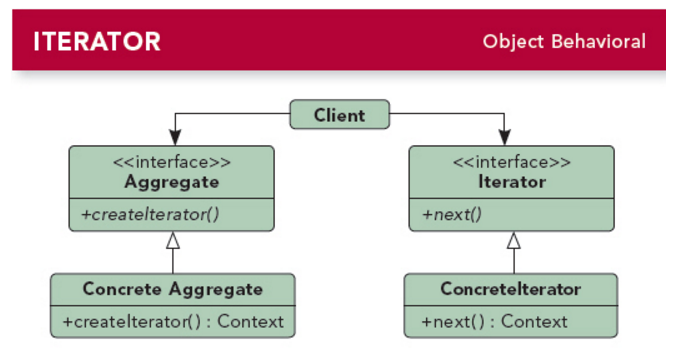 ITERATOR
Object Behavioral
Client
<<interface>>
Aggregate
+createIterator()
<<interface>>
Iterator
+next()
Concrete Aggregate
+createIterator() : Context
ConcreteIterator
+next() : Context